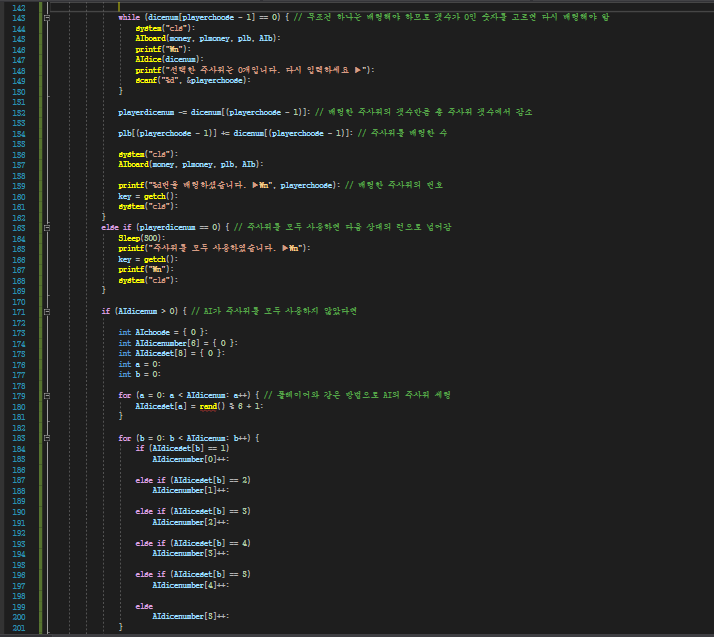 142
143 while (dicenum[playerchoose - 1] == 0) { // 무조건 하나는 배팅해야 하므로 갯수가 0인 숫자를 고르면 다시 배팅해야 함
144 system("cls");
145 AIboard(money, plmoney, plb, AIb);
146 printf("\n");
147 AIdice(dicenum);
148 printf("선택한 주사위는 0개입니다. 다시 입력하세요 ▶");
149 scanf("%d", &playerchoose);
150 }
151
152 playerdicenum -= dicenum[(playerchoose - 1)]; // 배팅한 주사위의 갯수만큼 총 주사위 갯수에서 감소
153
154 plb[(playerchoose - 1)] += dicenum[(playerchoose - 1)]; // 주사위를 배팅한 수
155
156 system("cls");
157 AIboard(money, plmoney, plb, AIb);
158
159 printf("%d번을 배팅하셨습니다. ▶\n", playerchoose); // 배팅한 주사위의 번호
160 key = getch();
161 system("cls");
162 }
163 else if (playerdicenum == 0) { // 주사위를 모두 사용하면 다음 상대의 턴으로 넘어감
164 Sleep(500);
165 printf("주사위를 모두 사용하였습니다. ▶\n");
166 key = getch();
167 printf("\n");
168 system("cls");
169 }
170
171 if (AIdicenum > 0) { // AI가 주사위를 모두 사용하지 않았다면
172
173 int AIchoose = { 0 };
174 int AIdicenumber[6] = { 0 };
175 int AIdiceset[8] = { 0 };
176 int a = 0;
177 int b = 0;
178
179 for (a = 0; a < AIdicenum; a++) { // 플레이어와 같은 방법으로 AI의 주사위 세팅
180 AIdiceset[a] = rand() % 6 + 1;
181 }
182
183 for (b = 0; b < AIdicenum; b++) {
184 if (AIdiceset[b] == 1)
185 AIdicenumber[0]++;
186
187 else if (AIdiceset[b] == 2)
188 AIdicenumber[1]++;
189
190 else if (AIdiceset[b] == 3)
191 AIdicenumber[2]++;
192
193 else if (AIdiceset[b] == 4)
194 AIdicenumber[3]++;
195
196 else if (AIdiceset[b] == 5)
197 AIdicenumber[4]++;
198
199 else
200 AIdicenumber[5]++;
201 }